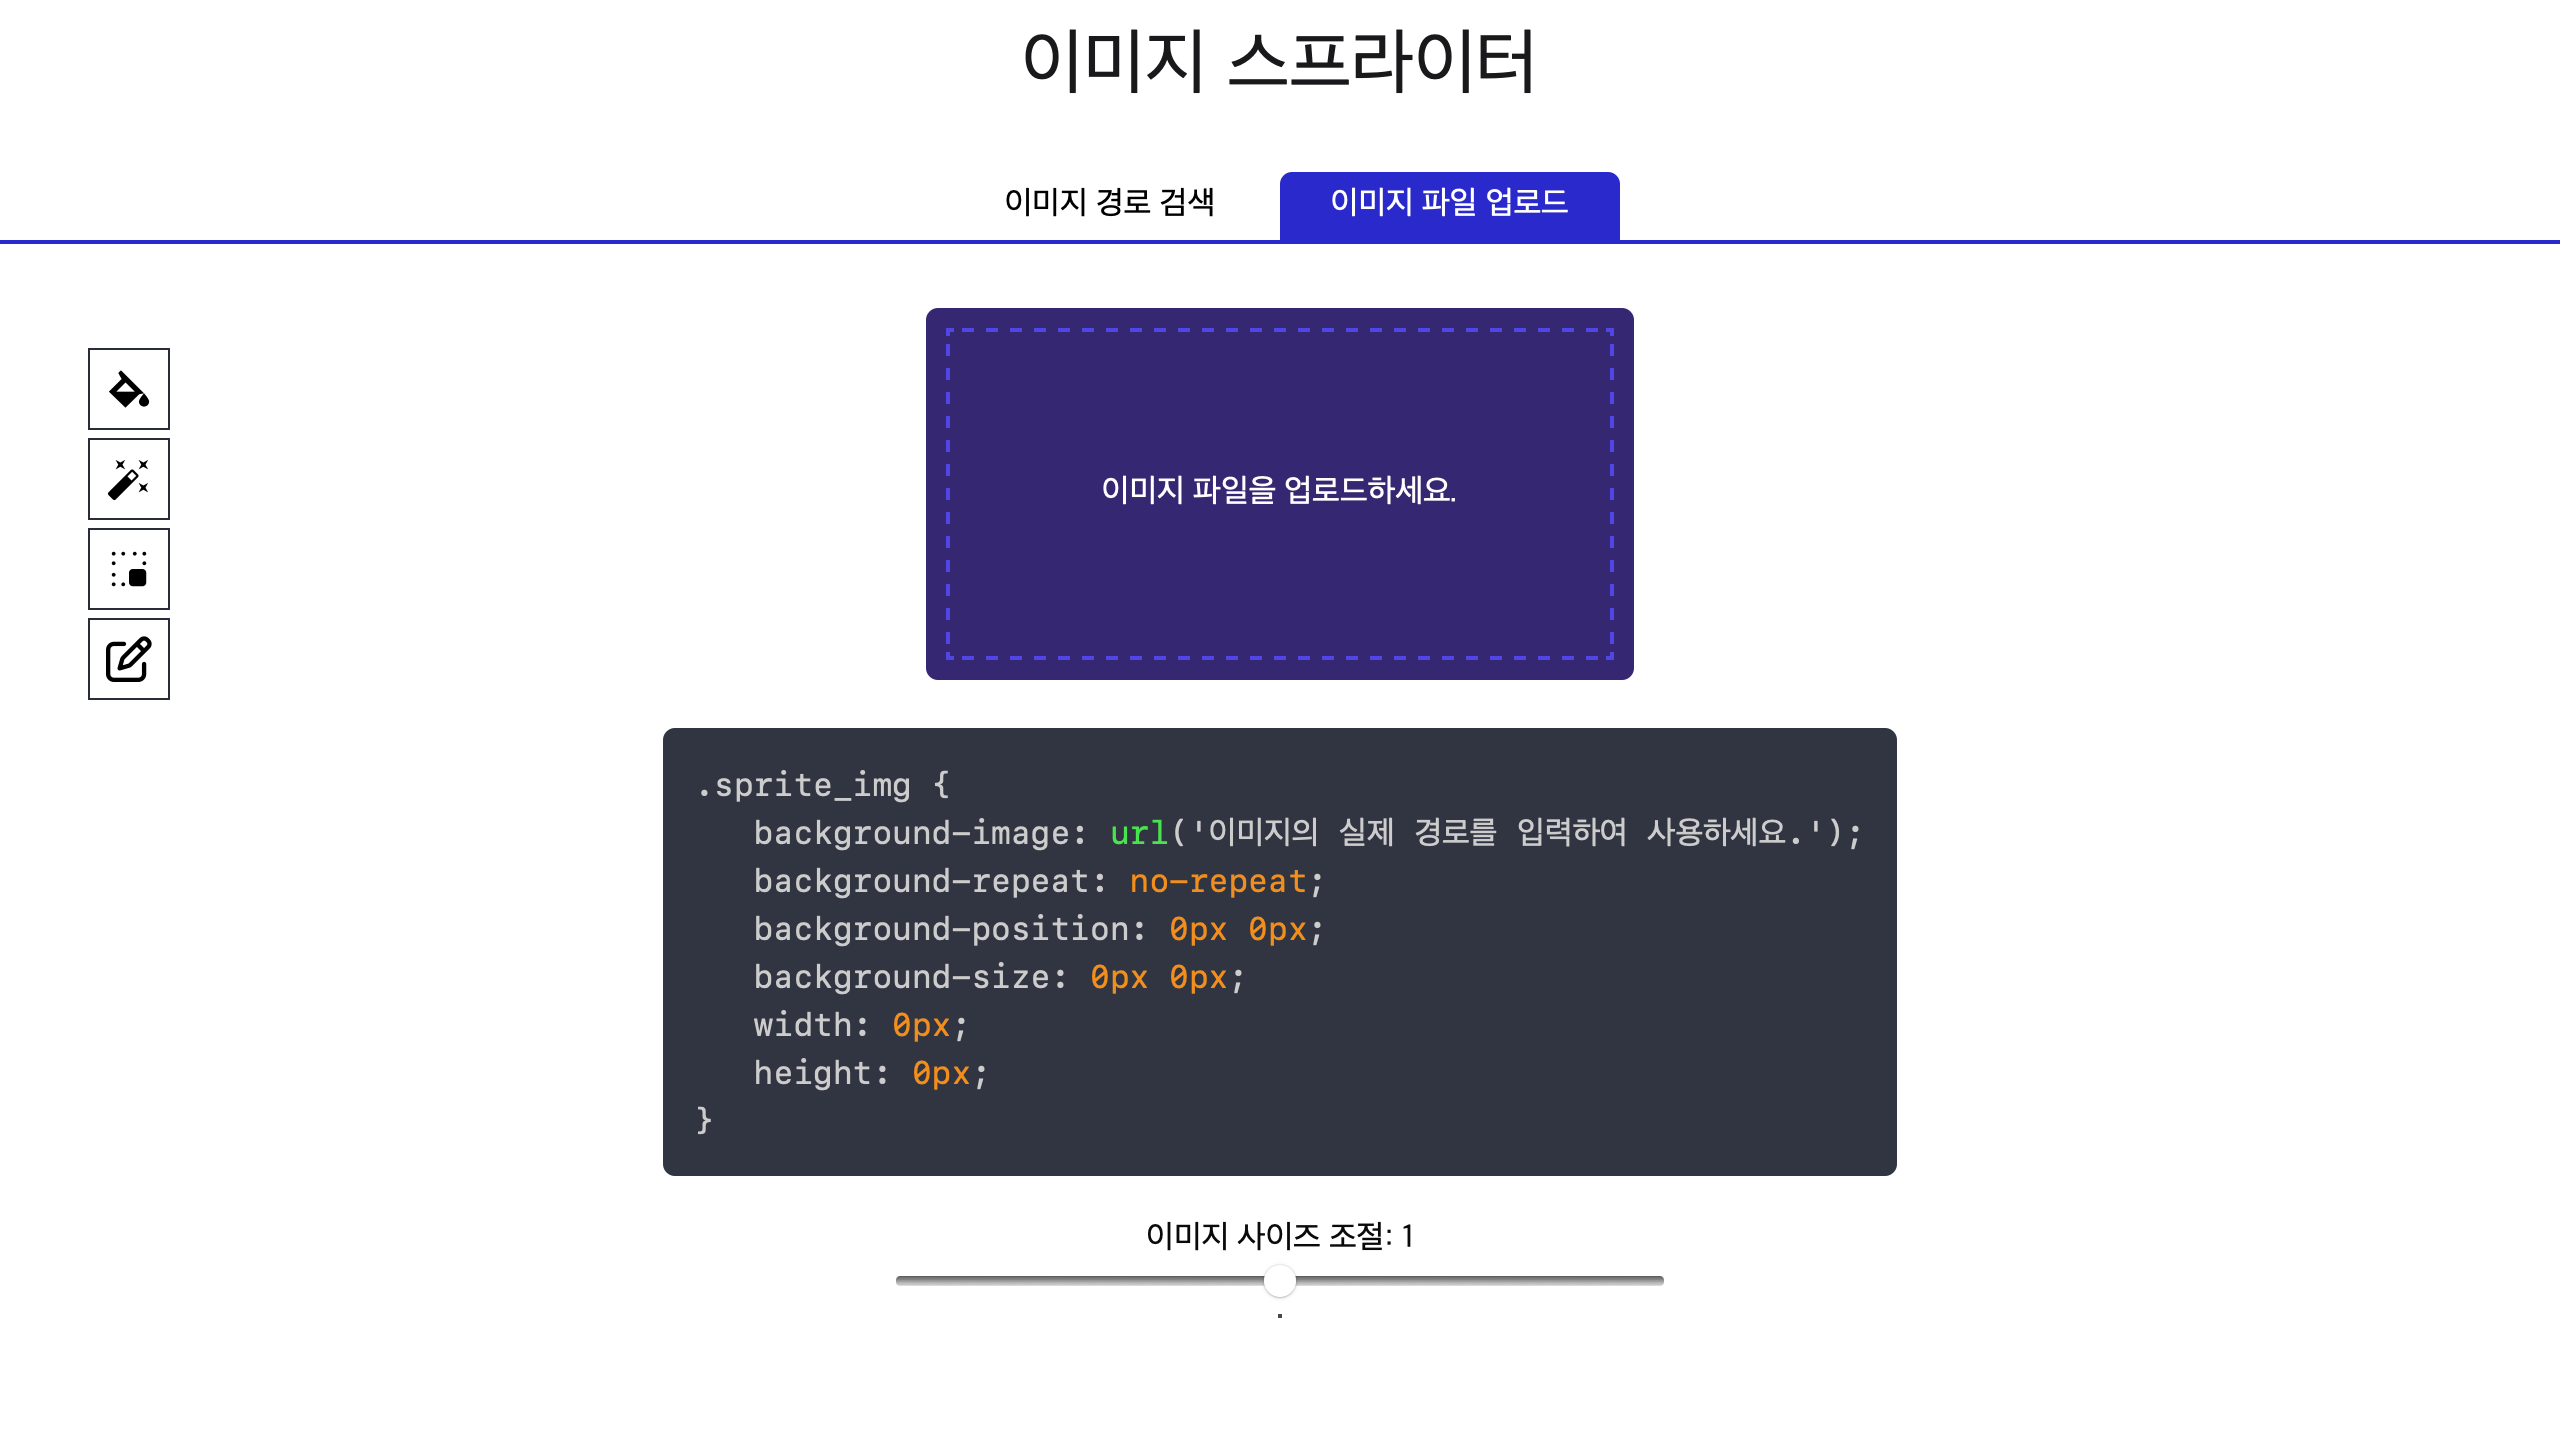 이미지 스프라이터
이미지 경로 검색
이미지 파일 업로드
이미지 파일을 업로드하세요.
.sprite_img {
background-image: url('이미지의 실제 경로를 입력하여 사용하세요.');
background-repeat: no-repeat;
background-position: 0px 0px;
background-size: 0px 0px;
width: 0px;
height: 0px;
}
이미지 사이즈 조절: 1